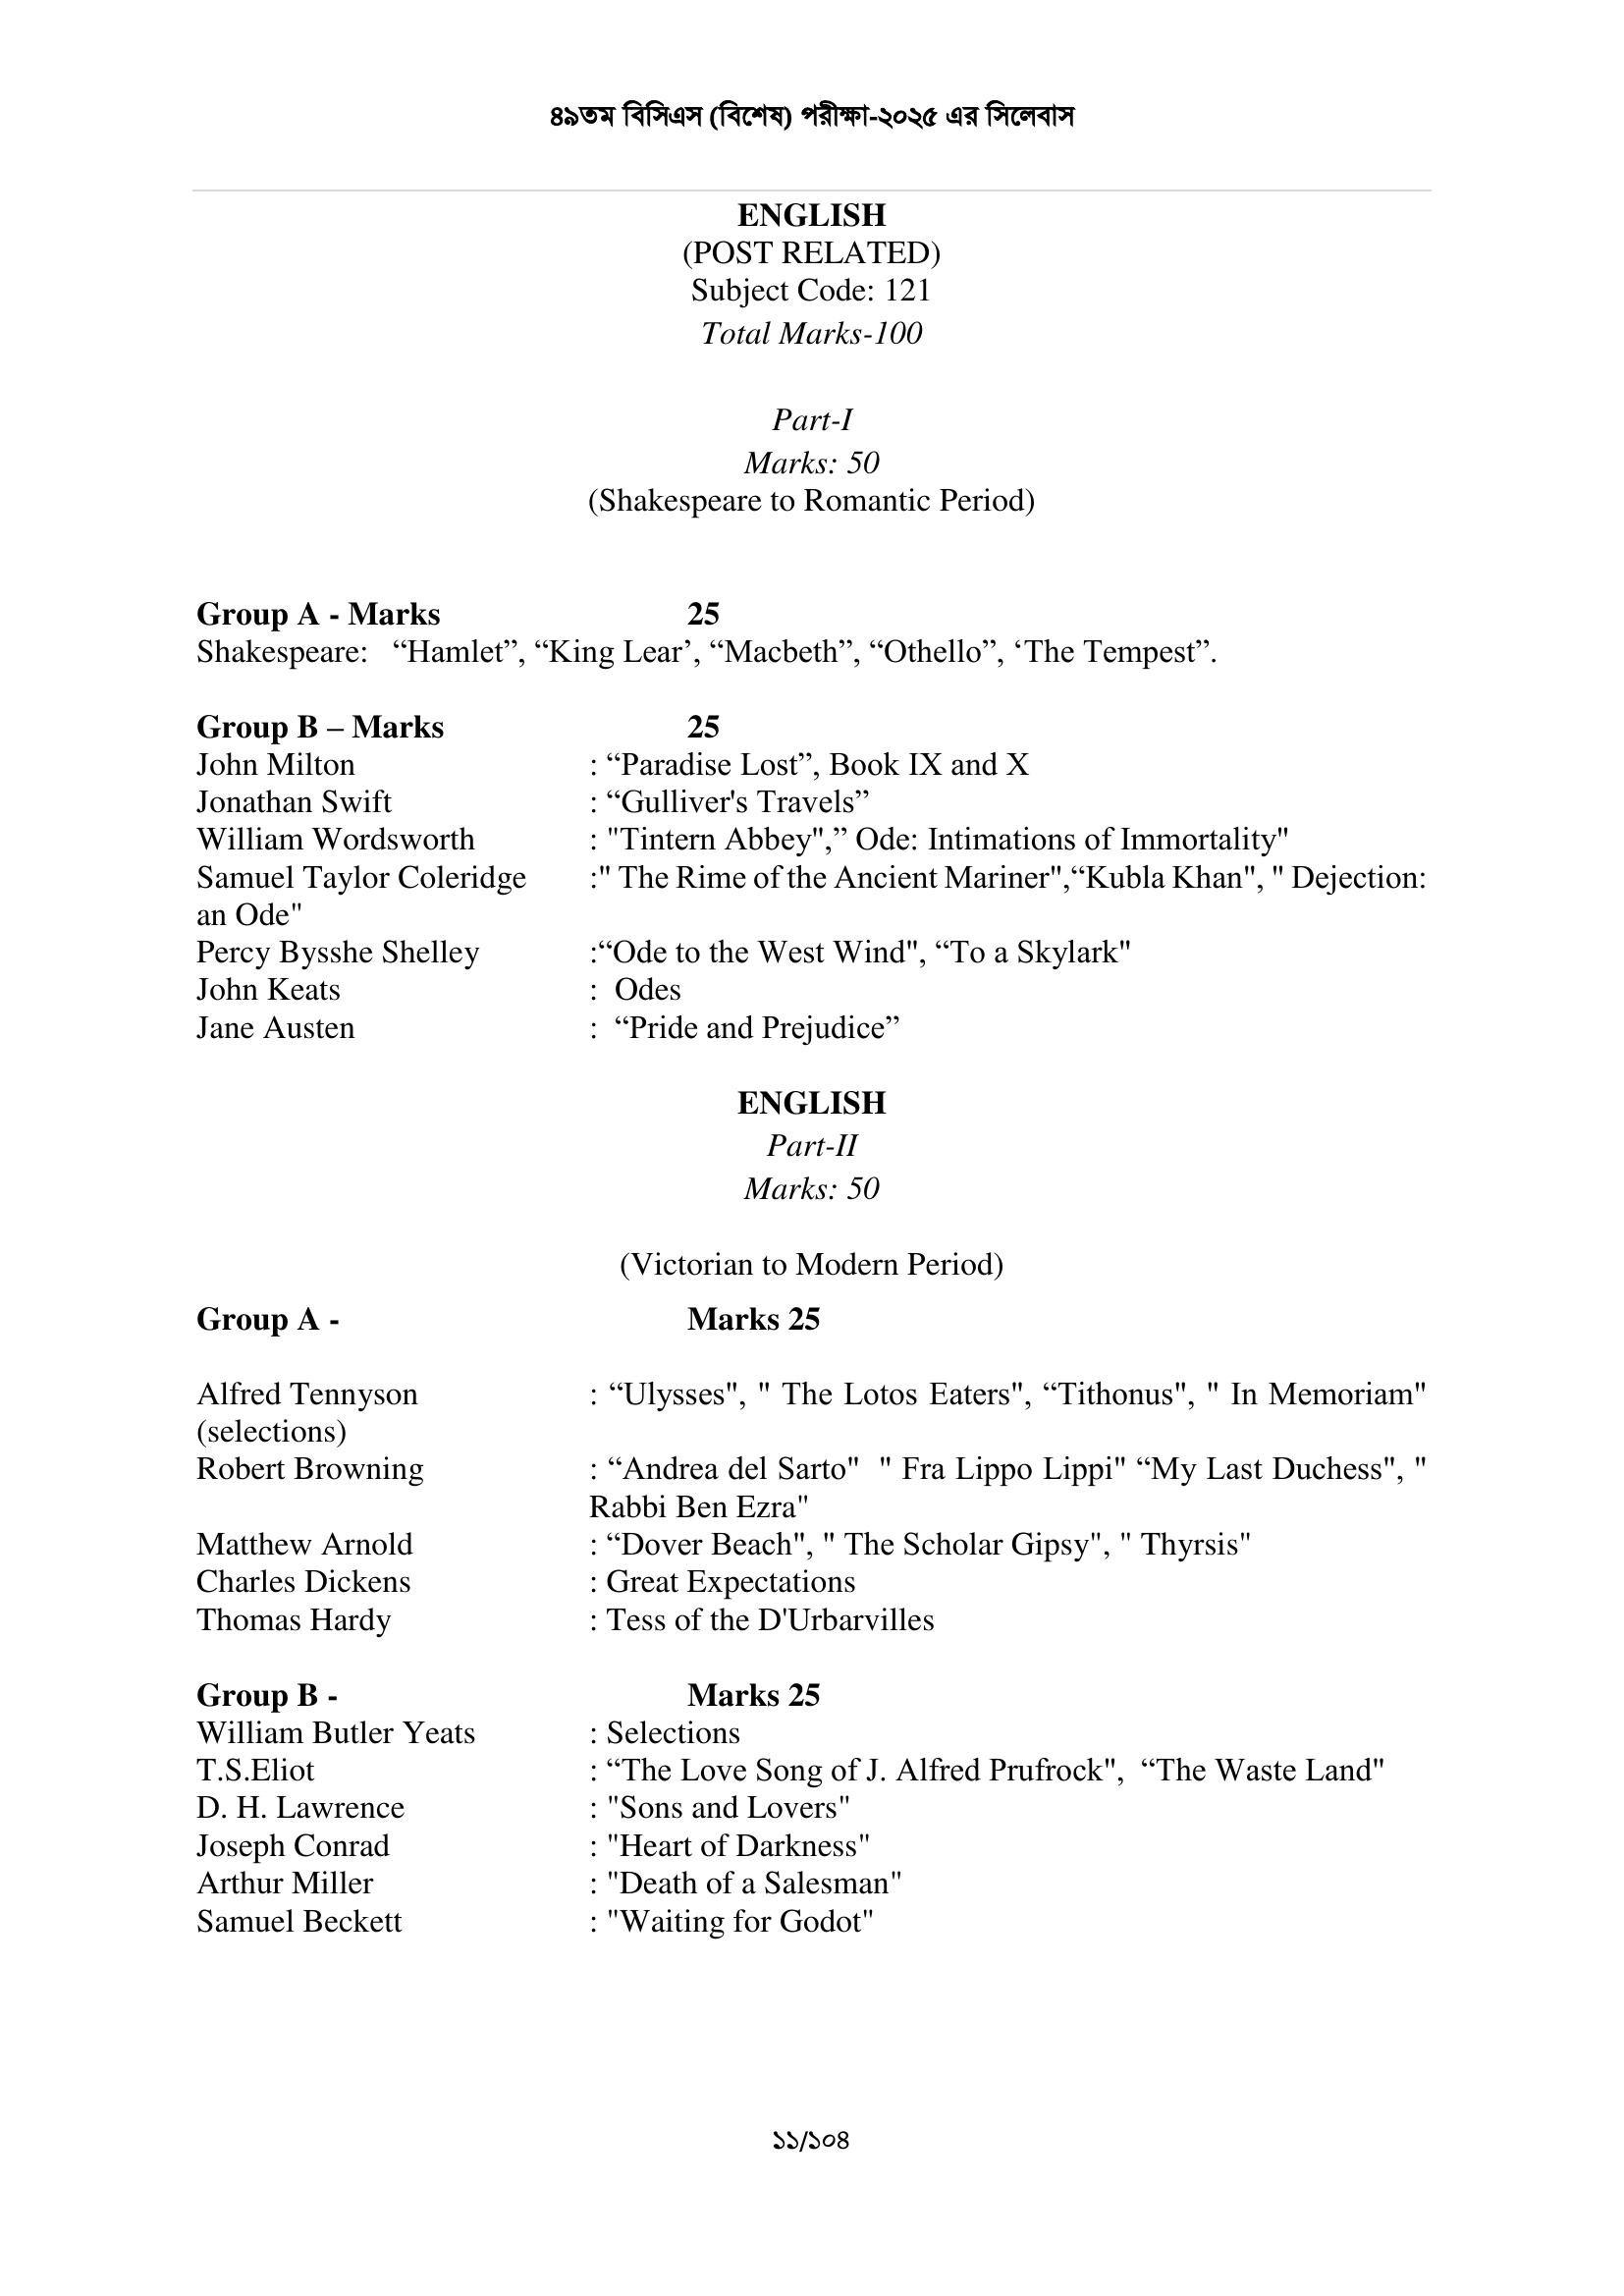 ৪৯তম বিসিএস (বিশেষ) পরীক্ষা-২০২৫ এর সিলেবাস
ENGLISH
(POST RELATED)
Subject Code: 121
Total Marks-100
Part-I
Marks: 50
(Shakespeare to Romantic Period)
Group A - Marks 25
Shakespeare: “Hamlet”, “King Lear’, “Macbeth”, “Othello”, ‘The Tempest”.
Group B – Marks 25
John Milton : “Paradise Lost”, Book IX and X
Jonathan Swift : “Gulliver's Travels”
William Wordsworth : "Tintern Abbey",” Ode: Intimations of Immortality"
Samuel Taylor Coleridge :" The Rime of the Ancient Mariner",“Kubla Khan", " Dejection:
an Ode"
Percy Bysshe Shelley :“Ode to the West Wind", “To a Skylark"
John Keats : Odes
Jane Austen : “Pride and Prejudice”
ENGLISH
Part-II
Marks: 50
(Victorian to Modern Period)
Group A - Marks 25
Alfred Tennyson : “Ulysses", " The Lotos Eaters", “Tithonus", " In Memoriam"
(selections)
Robert Browning : “Andrea del Sarto" " Fra Lippo Lippi" “My Last Duchess", "
Rabbi Ben Ezra"
Matthew Arnold : “Dover Beach", " The Scholar Gipsy", " Thyrsis"
Charles Dickens : Great Expectations
Thomas Hardy : Tess of the D'Urbarvilles
Group B - Marks 25
William Butler Yeats : Selections
T.S.Eliot : “The Love Song of J. Alfred Prufrock", “The Waste Land"
D. H. Lawrence : "Sons and Lovers"
Joseph Conrad : "Heart of Darkness"
Arthur Miller : "Death of a Salesman"
Samuel Beckett : "Waiting for Godot"
১১/১০৪